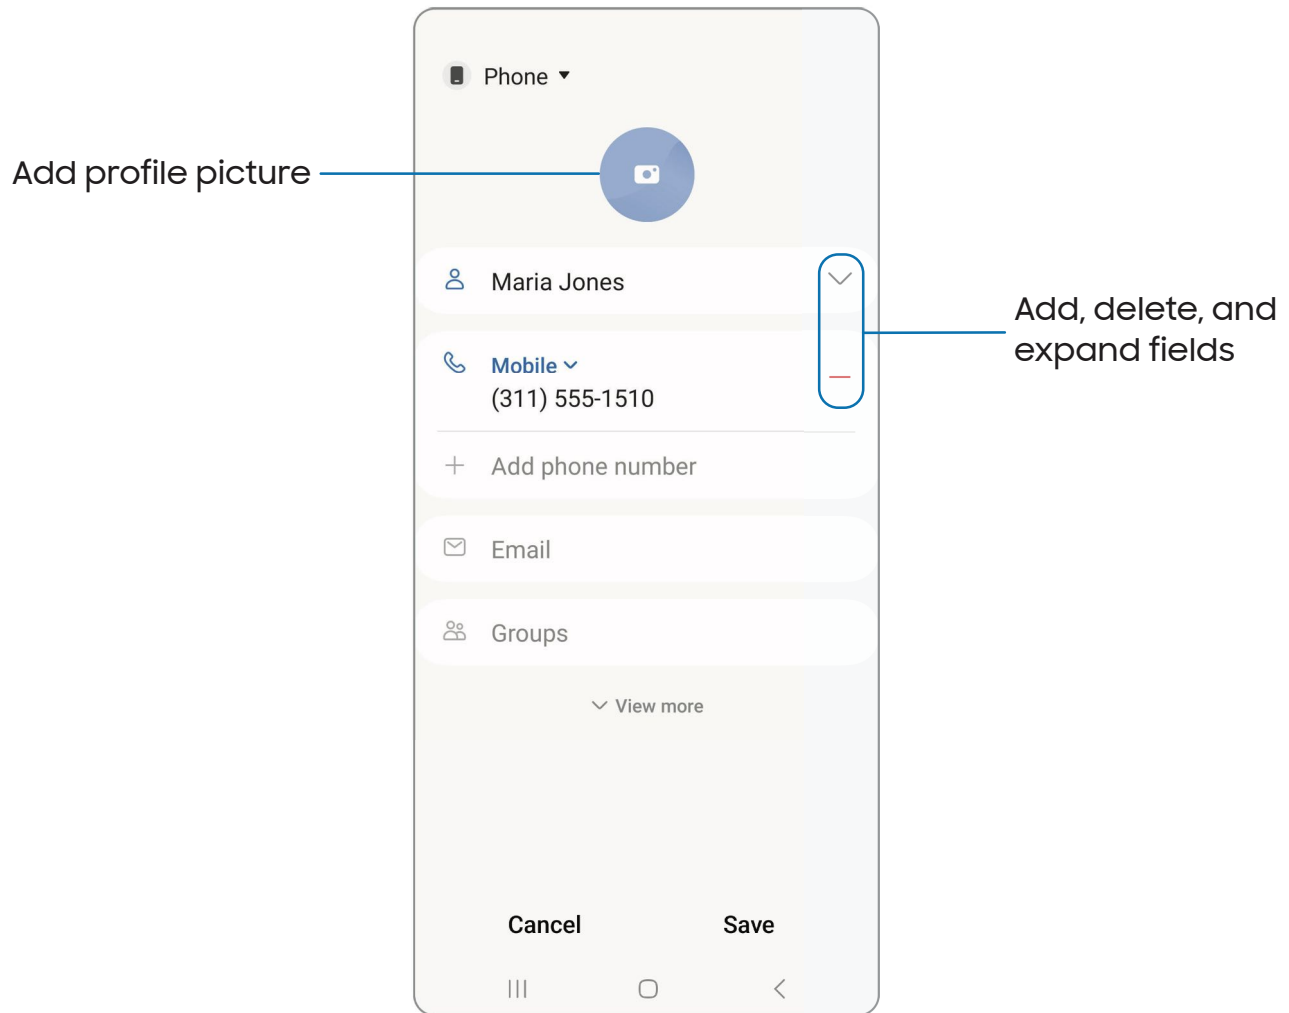 Phone
Add profile picture
Maria Jones
Add, delete, and
expand fields
Mobile
(311) 555-1510
Add phone number
Email
Groups
View more
Cancel
Save